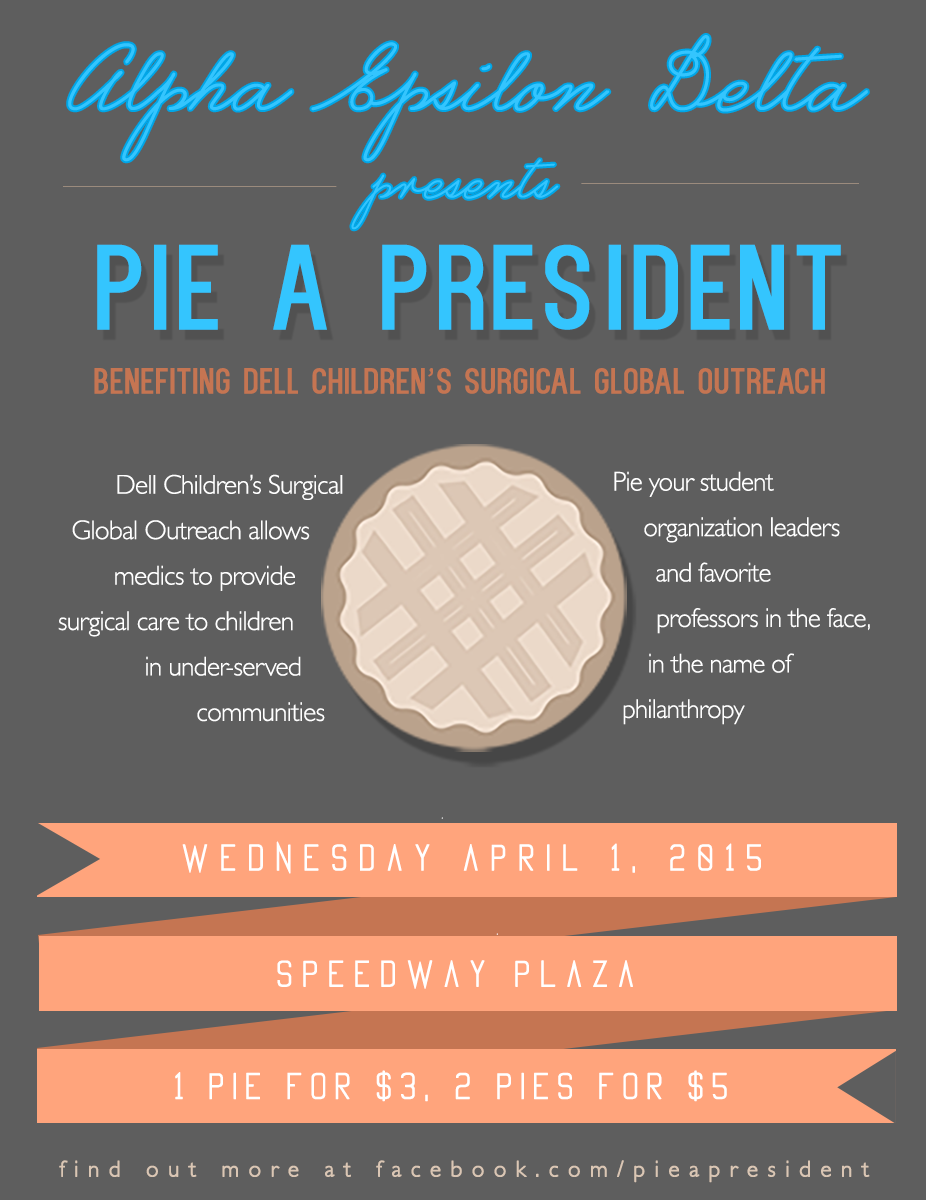 Alpha Epsilon Delta
presents
PIE A PRESIDENT
BENEFITING DELL CHILDREN'S SURGICAL GLOBAL OUTREACH
Dell Children's Surgical
Global Outreach allows
medics to provide
surgical care to children
in under-served
communities
Pie your student
organization leaders
and favorite
professors in the face,
in the name of
philanthropy
WEDNESDAY APRIL 1, 2015
SPEEDWAY PLAZA
1 PIE FOR $3, 2 PIES FOR $5
find out more at facebook.com/pieapresident